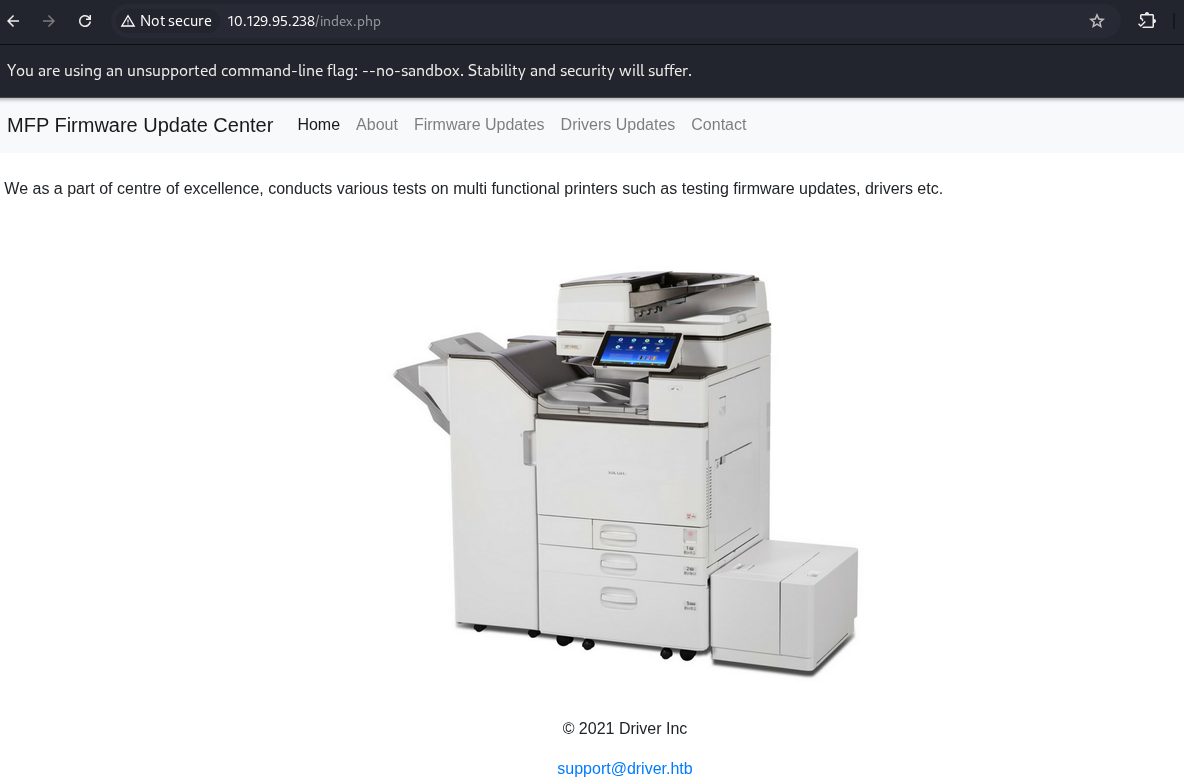 Not secure 10.129.95.238/index.php
You are using an unsupported command-line flag: --no-sandbox. Stability and security will suffer.
MFP Firmware Update Center Home About Firmware Updates Drivers Updates Contact
We as a part of centre of excellence, conducts various tests on multi functional printers such as testing firmware updates, drivers etc.
© 2021 Driver Inc
support@driver.htb